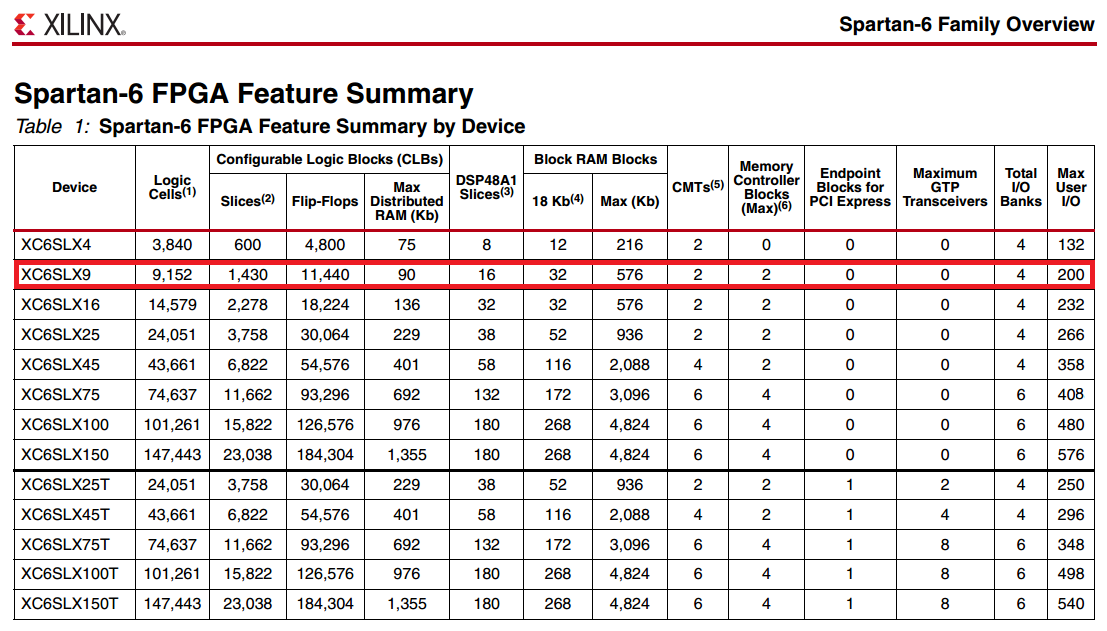 XILINX®
Spartan-6 Family Overview
Spartan-6 FPGA Feature Summary
Table 1: Spartan-6 FPGA Feature Summary by Device
Device Logic Cells(1) Configurable Logic Blocks (CLBs) DSP48A1 Slices(3) Block RAM Blocks CMTs(5) Memory Controller Blocks (Max)(6) Endpoint Blocks for PCI Express Maximum GTP Transceivers Total I/O Banks Max User I/O
Slices(2) Flip-Flops Max Distributed RAM (Kb) 18 Kb(4) Max (Kb)
XC6SLX4 3,840 600 4,800 75 8 12 216 2 0 0 0 4 132
XC6SLX9 9,152 1,430 11,440 90 16 32 576 2 2 0 0 4 200
XC6SLX16 14,579 2,278 18,224 136 32 32 576 2 2 0 0 4 232
XC6SLX25 24,051 3,758 30,064 229 38 52 936 2 2 0 0 4 266
XC6SLX45 43,661 6,822 54,576 401 58 116 2,088 4 2 0 0 4 358
XC6SLX75 74,637 11,662 93,296 692 132 172 3,096 6 4 0 0 6 408
XC6SLX100 101,261 15,822 126,576 976 180 268 4,824 6 4 0 0 6 480
XC6SLX150 147,443 23,038 184,304 1,355 180 268 4,824 6 4 0 0 6 576
XC6SLX25T 24,051 3,758 30,064 229 38 52 936 2 2 1 2 4 250
XC6SLX45T 43,661 6,822 54,576 401 58 116 2,088 4 2 1 4 4 296
XC6SLX75T 74,637 11,662 93,296 692 132 172 3,096 6 4 1 8 6 348
XC6SLX100T 101,261 15,822 126,576 976 180 268 4,824 6 4 1 8 6 498
XC6SLX150T 147,443 23,038 184,304 1,355 180 268 4,824 6 4 1 8 6 540